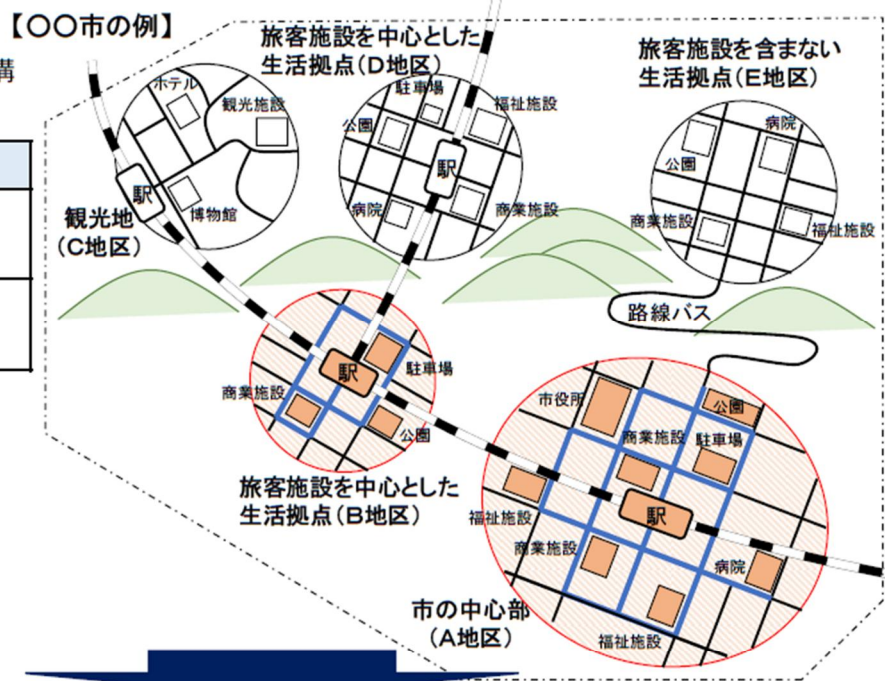 【〇〇市の例】
構
旅客施設を中心とした
生活拠点（D地区）
旅客施設を含まない
生活拠点（E地区）
ホテル
観光施設
駅
博物館
観光地
（C地区）
駐車場
福祉施設
公園
駅
病院
商業施設
病院
公園
商業施設
福祉施設
路線バス
駅
駐車場
商業施設
公園
旅客施設を中心とした
生活拠点（B地区）
市役所
公園
商業施設
駐車場
福祉施設
駅
商業施設
病院
福祉施設
市の中心部
（A地区）